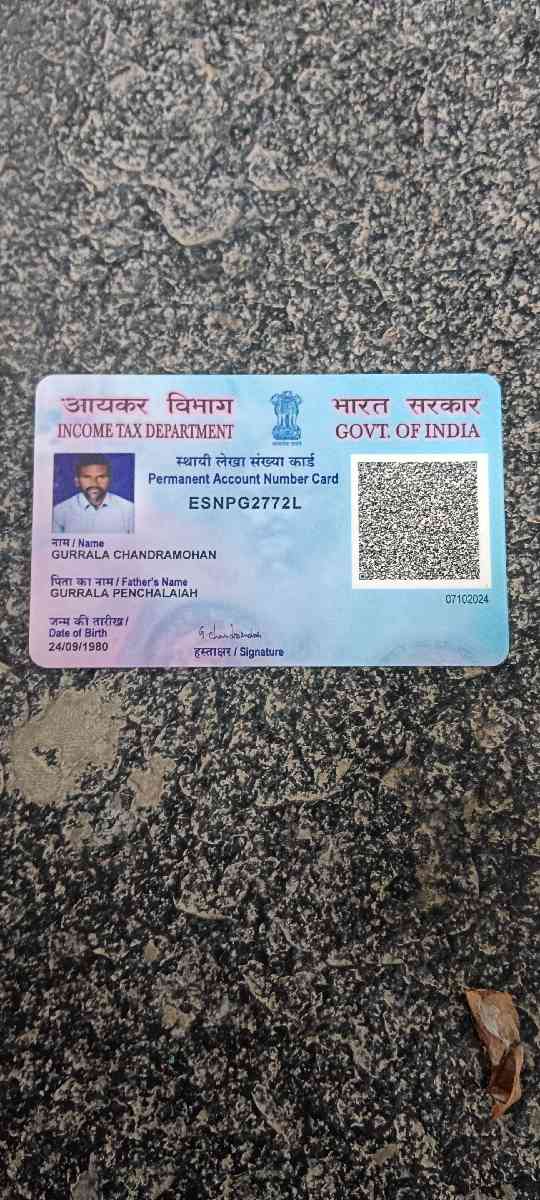 आयकर विभाग
INCOME TAX DEPARTMENT
भारत सरकार
GOVT. OF INDIA
स्थायी लेखा संख्या कार्ड
Permanent Account Number Card
ESNPG2772L
नाम / Name
GURRALA CHANDRAMOHAN
पिता का नाम / Father's Name
GURRALA PENCHALAIAH
जन्म की तारीख /
Date of Birth
24/09/1980
हस्ताक्षर / Signature
07102024